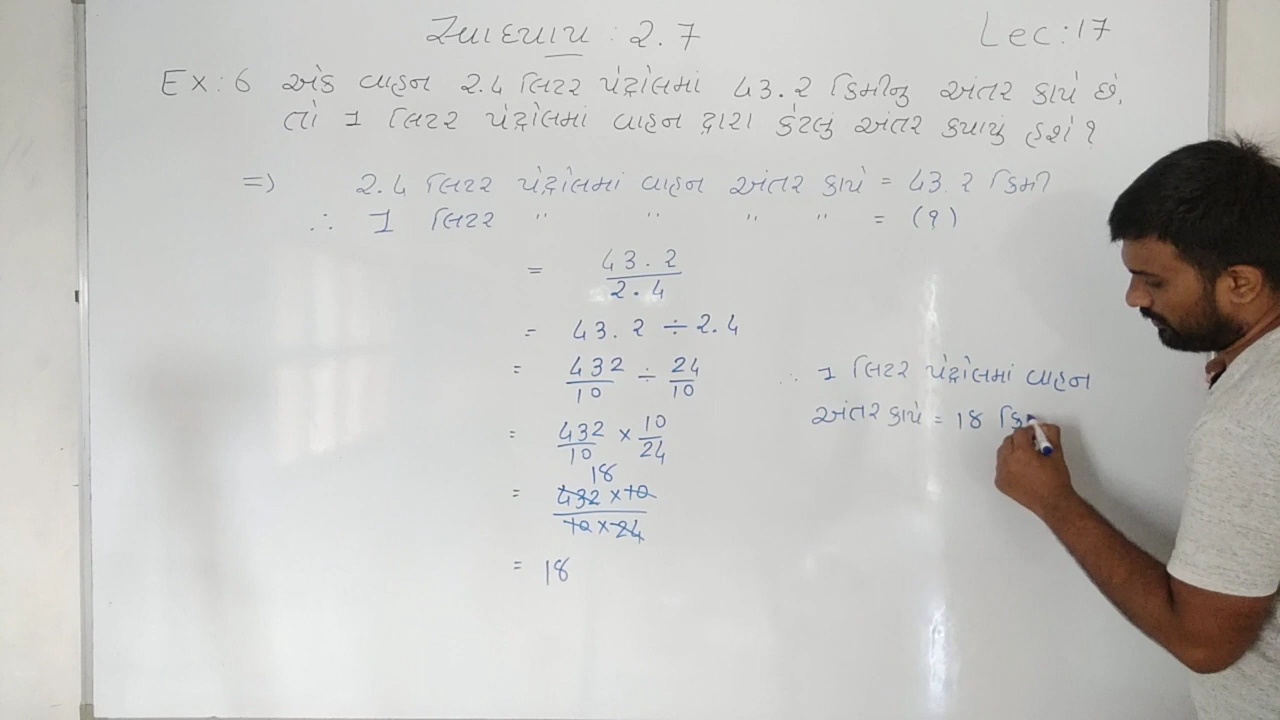 સ્વાધ્યાય : 2.7
Lec:17
Ex:6 એક વાહન 2.4 લિટર પેટ્રોલમાં 43.2 કિમીનું અંતર કાપે છે.
તો 1 લિટર પેટ્રોલમાં વાહન દ્વારા કેટલું અંતર કપાયું હશે?
=> 2.4 લિટર પેટ્રોલમાં વાહન અંતર કાપે = 43.2 કિમી
∴ 1 લિટર " " " " = (?)
= 43.2 / 2.4
= 43.2 ÷ 2.4
= 432/10 ÷ 24/10
= 432/10 × 10/24
18
= 432 × 10 / 10 × 24
= 18
∴ 1 લિટર પેટ્રોલમાં વાહન
અંતર કાપે = 18 કિ